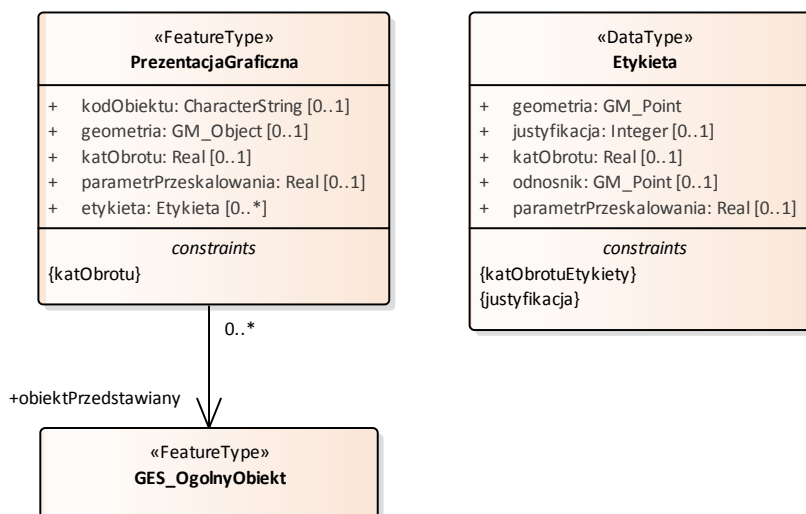 «FeatureType»
PrezentacjaGraficzna
+ kodObiektu: CharacterString [0..1]
+ geometria: GM_Object [0..1]
+ katObrotu: Real [0..1]
+ parametrPrzeskalowania: Real [0..1]
+ etykieta: Etykieta [0..*]
constraints
{katObrotu}
«DataType»
Etykieta
+ geometria: GM_Point
+ justyfikacja: Integer [0..1]
+ katObrotu: Real [0..1]
+ odnosnik: GM_Point [0..1]
+ parametrPrzeskalowania: Real [0..1]
constraints
{katObrotuEtykiety}
{justyfikacja}
0..*
+obiektPrzedstawiany
«FeatureType»
GES_OgolnyObiekt